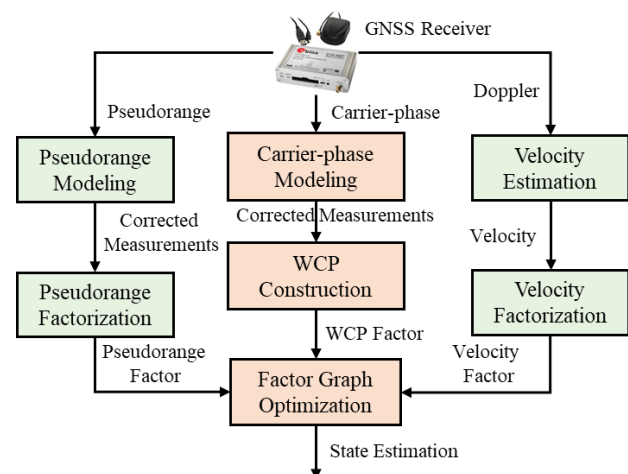 GNSS Receiver
Pseudorange
Carrier-phase
Doppler
Pseudorange
Modeling
Carrier-phase
Modeling
Velocity
Estimation
Corrected
Measurements
Corrected Measurements
Velocity
Pseudorange
Factorization
WCP
Construction
Velocity
Factorization
Pseudorange
Factor
WCP Factor
Velocity
Factor
Factor Graph
Optimization
State Estimation